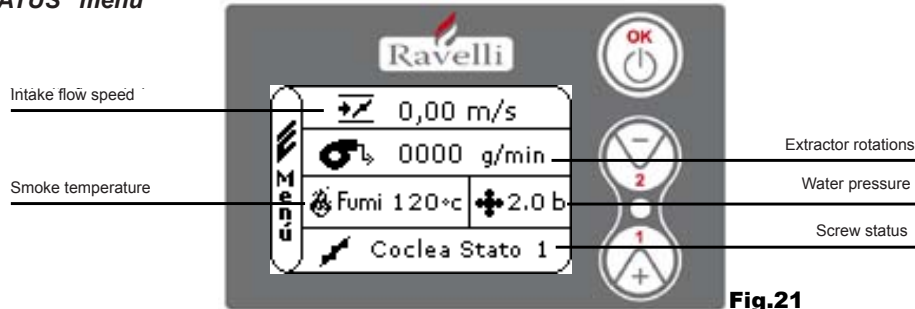 ATUS" menu
Ravelli
OK
Intake flow speed
0,00 m/s
0000 g/min
Extractor rotations
Menú
2
Smoke temperature
Fumi 120°c
2.0 b
Water pressure
1
Coclea Stato 1
Screw status
Fig.21